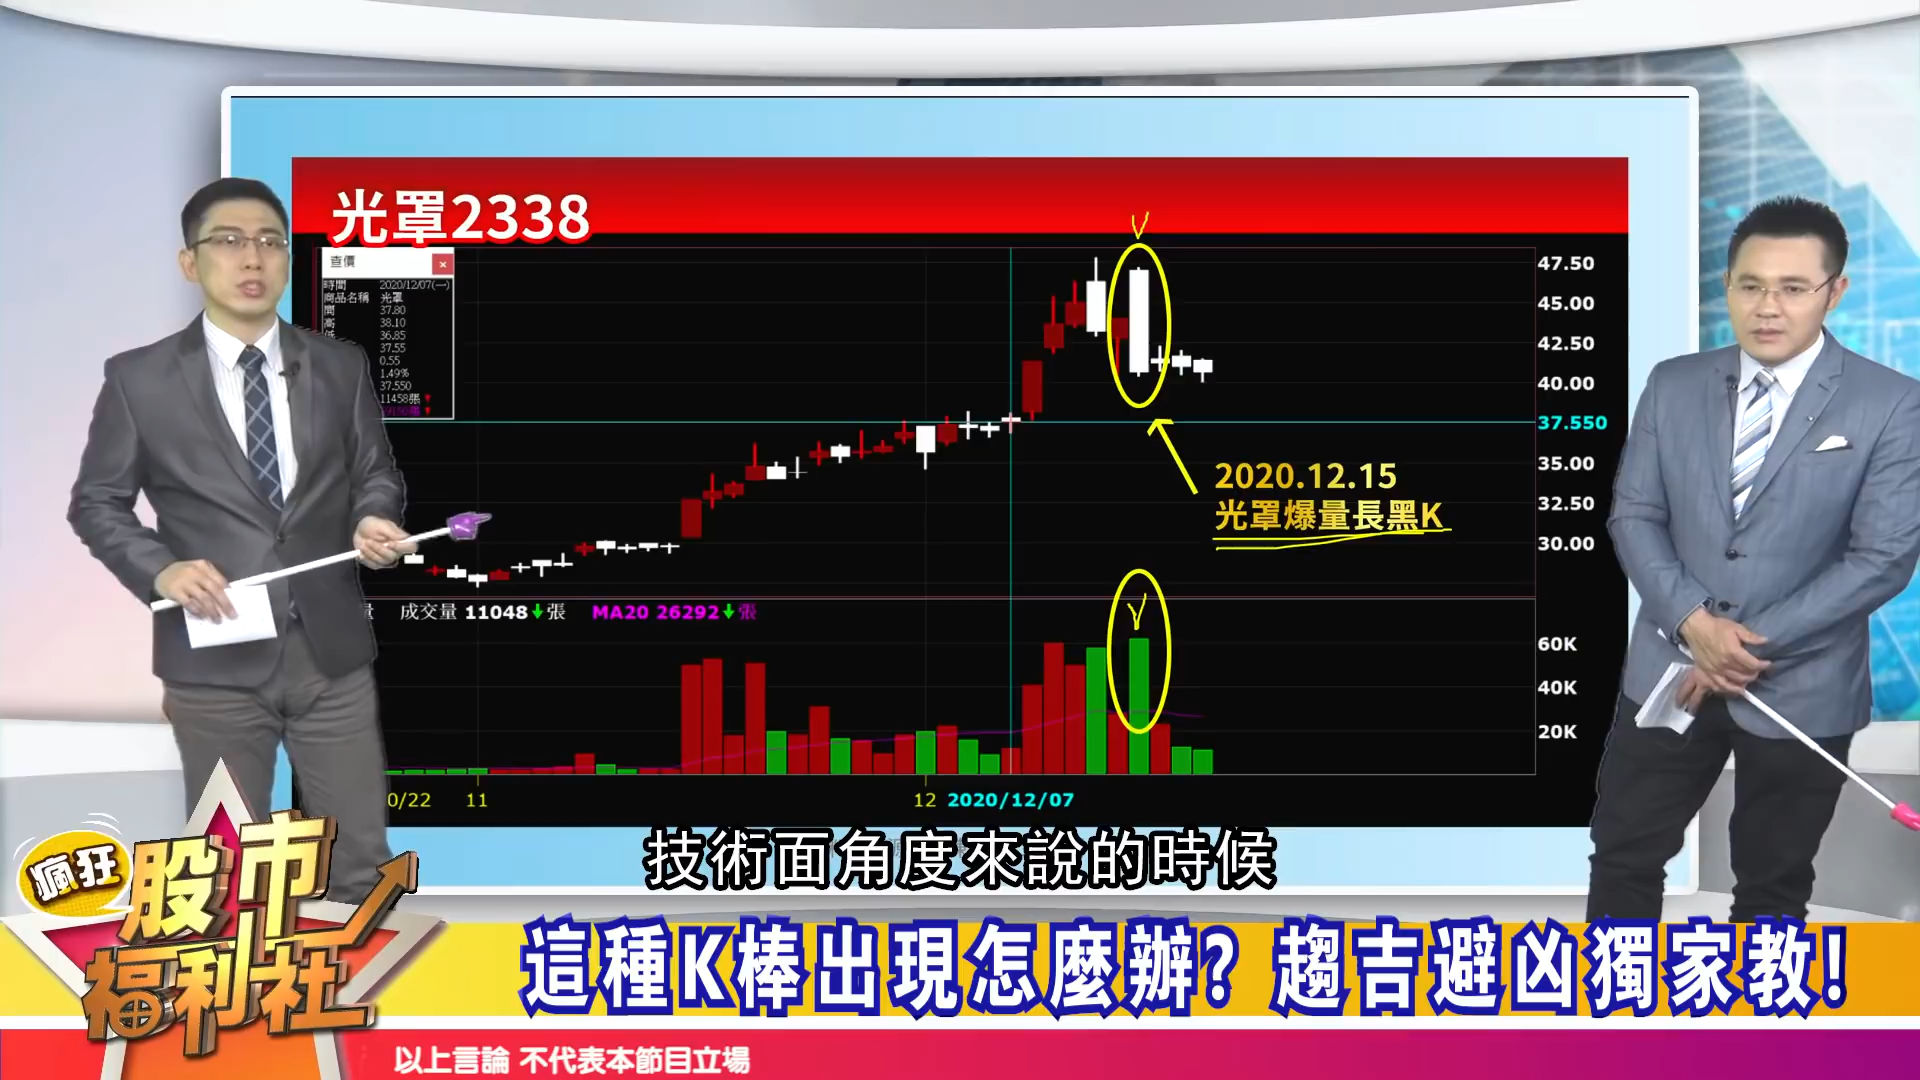 光罩2338
查價
時間 2020/12/07(一)
商品名稱 光罩
開 37.80
高 38.10
低 36.85
37.55
0.55
1.49%
37.550
11458張
47.50
45.00
42.50
40.00
37.550
35.00
32.50
30.00
2020.12.15
光罩爆量長黑K
量 成交量 11048 張 MA20 26292 張
60K
40K
20K
0/22 11 12 2020/12/07
技術面角度來說的時候
瘋狂
股市
福利社
這種K棒出現怎麼辦? 趨吉避凶獨家教!
以上言論 不代表本節目立場